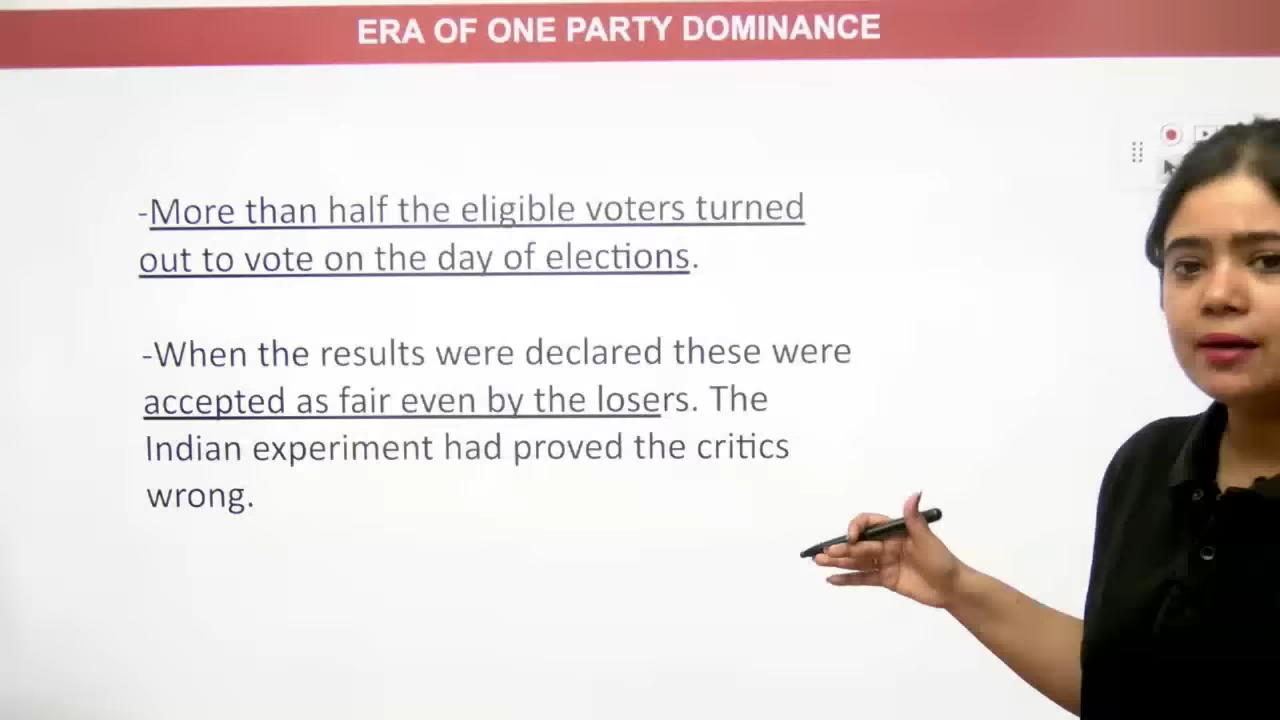 ERA OF ONE PARTY DOMINANCE
-More than half the eligible voters turned
out to vote on the day of elections.
-When the results were declared these were
accepted as fair even by the losers. The
Indian experiment had proved the critics
wrong.